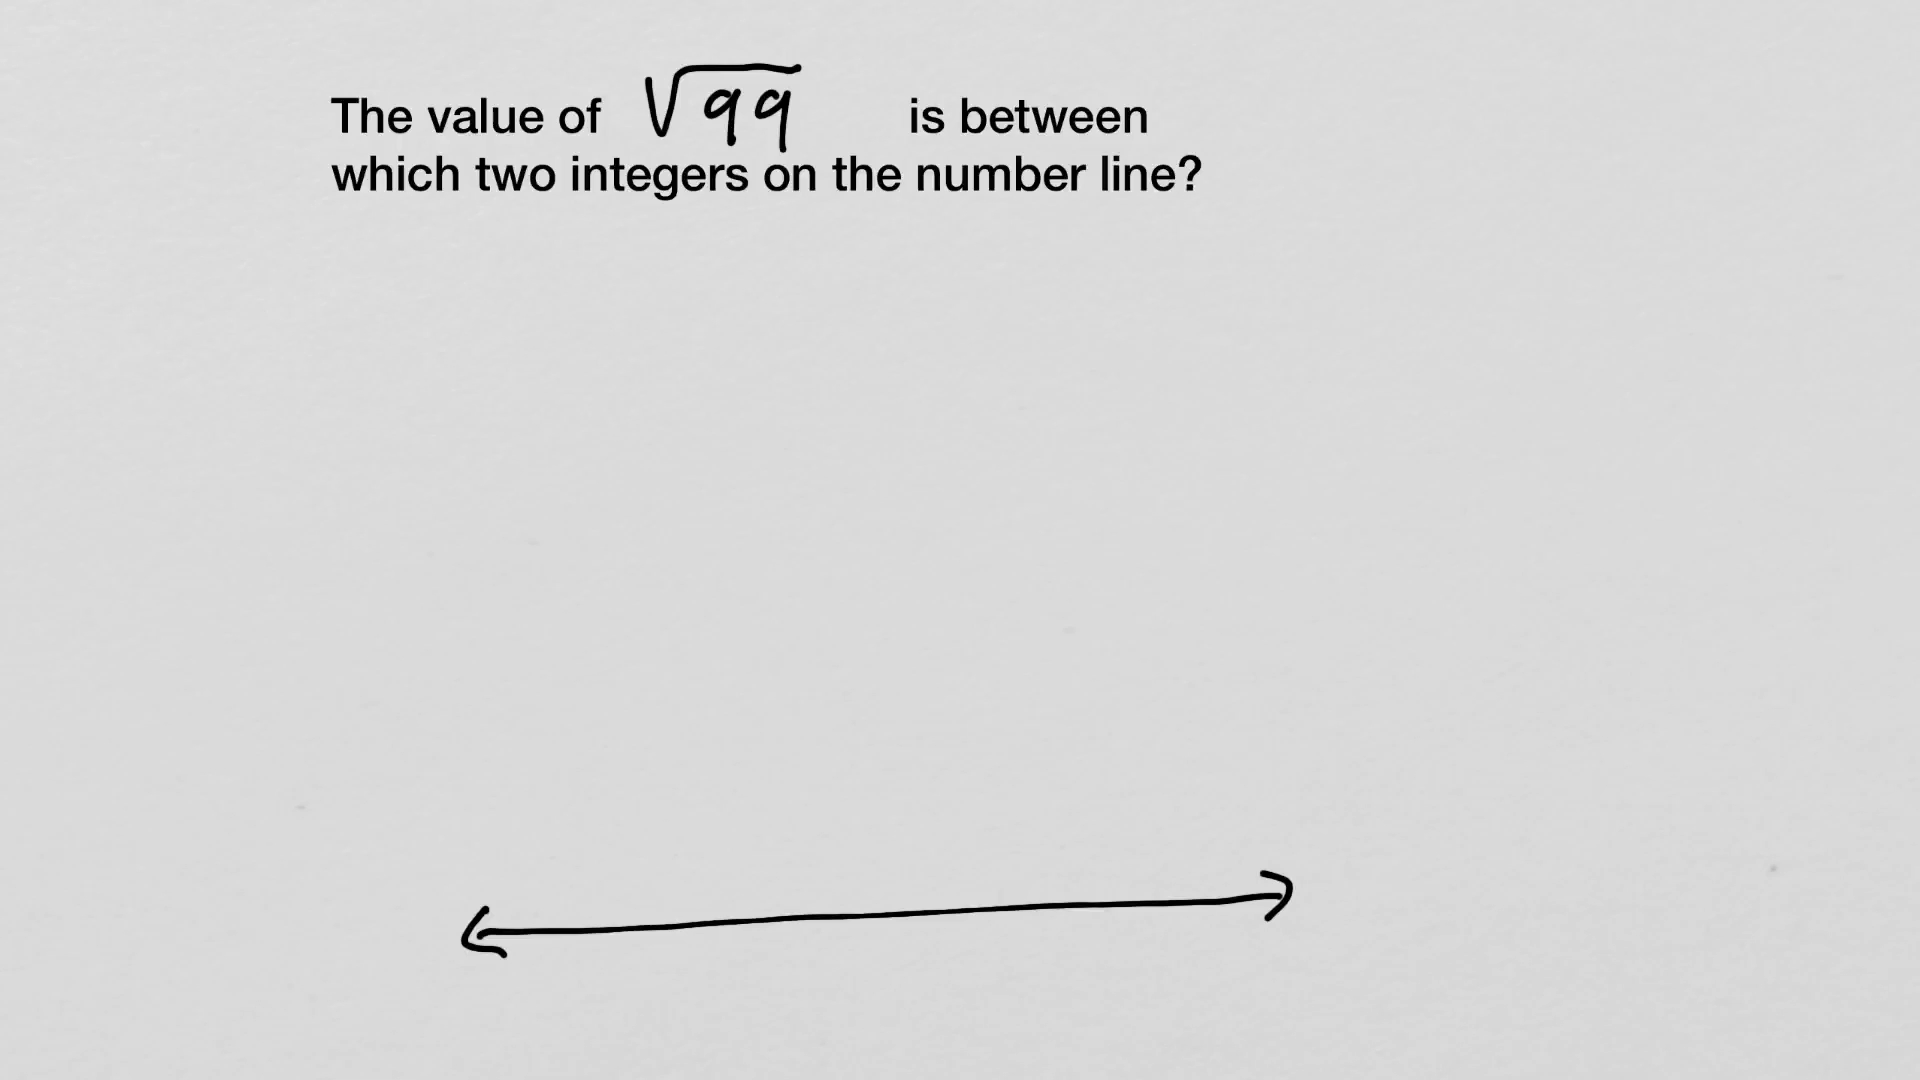 The value of √99 is between
which two integers on the number line?